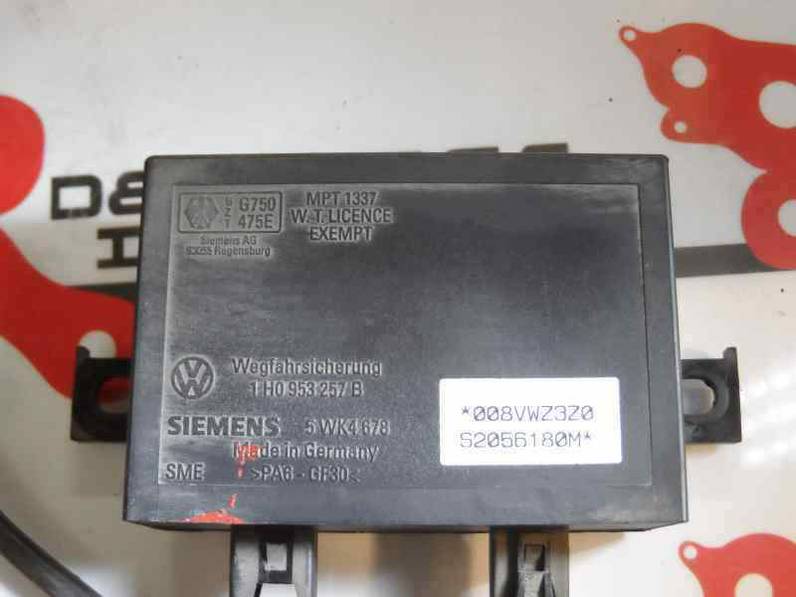 BZT G750
475E
MPT 1337
W.T. LICENCE
EXEMPT
Siemens AG
93055 Regensburg
Wegfahrsicherung
1H0 953 257 B
SIEMENS 5 WK4 678
Made in Germany
SME >PA6-GF30<
*008VWZ3Z0
S2056180M*